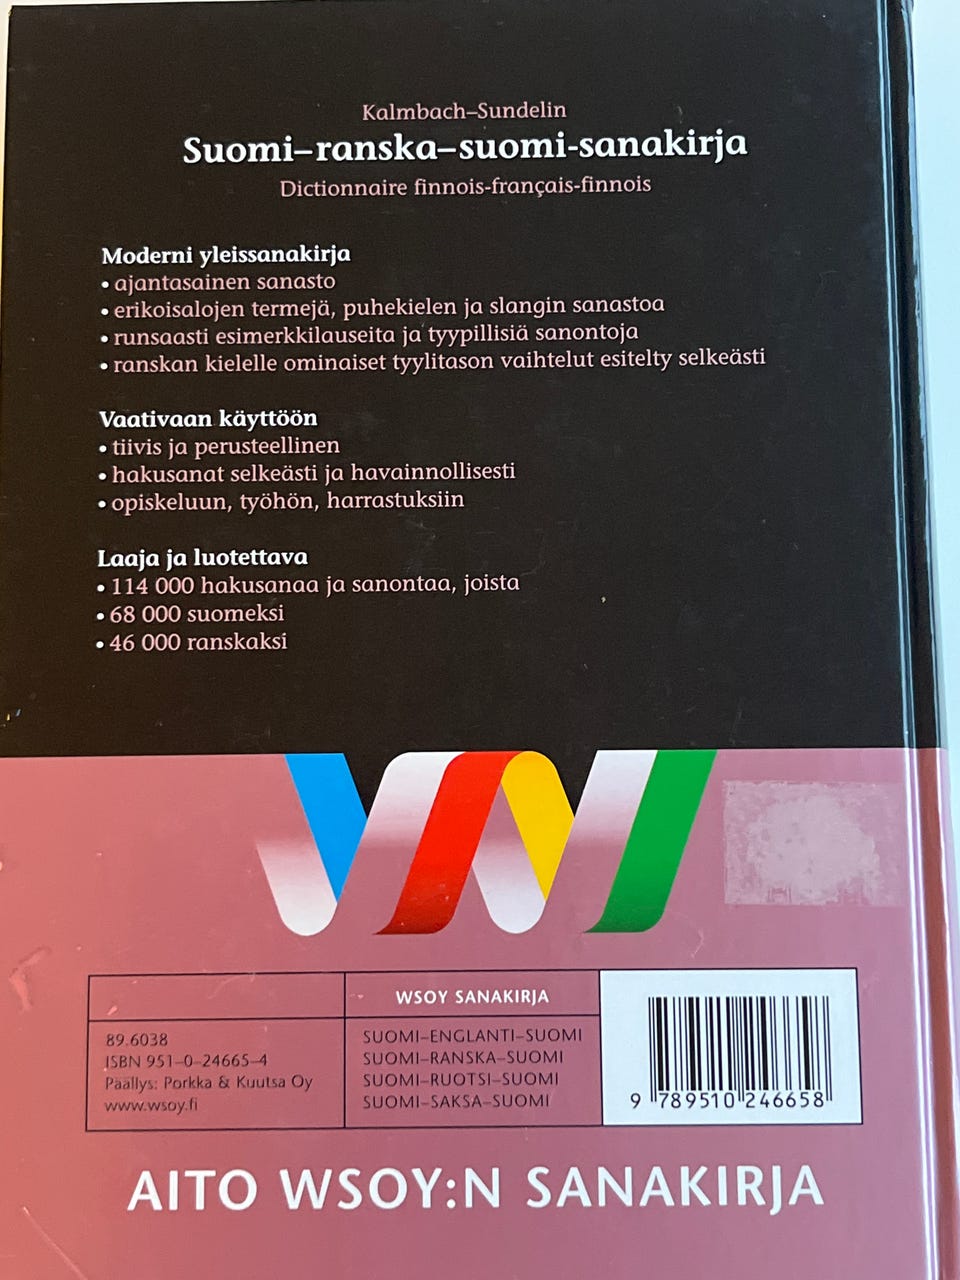 Kalmbach–Sundelin
Suomi–ranska–suomi-sanakirja
Dictionnaire finnois-français-finnois
Moderni yleissanakirja
• ajantasainen sanasto
• erikoisalojen termejä, puhekielen ja slangin sanastoa
• runsaasti esimerkkilauseita ja tyypillisiä sanontoja
• ranskan kielelle ominaiset tyylitason vaihtelut esitelty selkeästi
Vaativaan käyttöön
• tiivis ja perusteellinen
• hakusanat selkeästi ja havainnollisesti
• opiskeluun, työhön, harrastuksiin
Laaja ja luotettava
• 114 000 hakusanaa ja sanontaa, joista
• 68 000 suomeksi
• 46 000 ranskaksi
WSOY SANAKIRJA
89.6038
ISBN 951–0–24665–4
Päällys: Porkka & Kuutsa Oy
www.wsoy.fi
SUOMI–ENGLANTI–SUOMI
SUOMI–RANSKA–SUOMI
SUOMI–RUOTSI–SUOMI
SUOMI–SAKSA–SUOMI
9 789510 246658
AITO WSOY:N SANAKIRJA